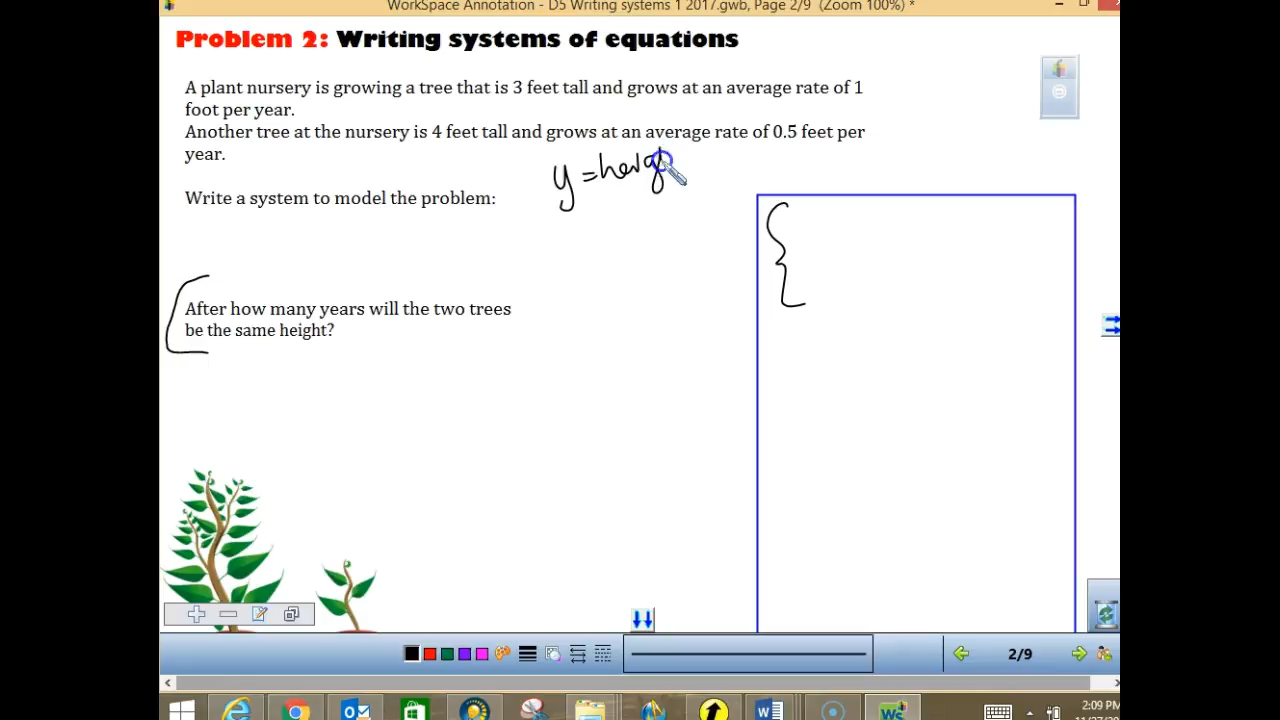 WorkSpace Annotation - D5 Writing systems 1 2017.gwb, Page 2/9 (Zoom 100%) *
Problem 2: Writing systems of equations
A plant nursery is growing a tree that is 3 feet tall and grows at an average rate of 1
foot per year.
Another tree at the nursery is 4 feet tall and grows at an average rate of 0.5 feet per
year.
y = heig
Write a system to model the problem:
After how many years will the two trees
be the same height?
2/9
2:09 PM